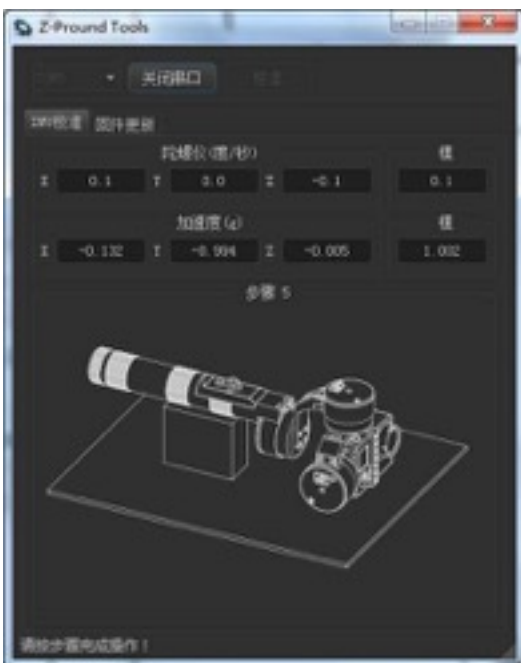 Z-Pround Tools
关闭串口
IMU校准 固件更新
陀螺仪(度/秒) 模
X 0.1 Y 0.0 Z -0.1 0.1
加速度(g) 模
X -0.132 Y -0.994 Z -0.005 1.002
步骤 5
请按步骤完成操作!